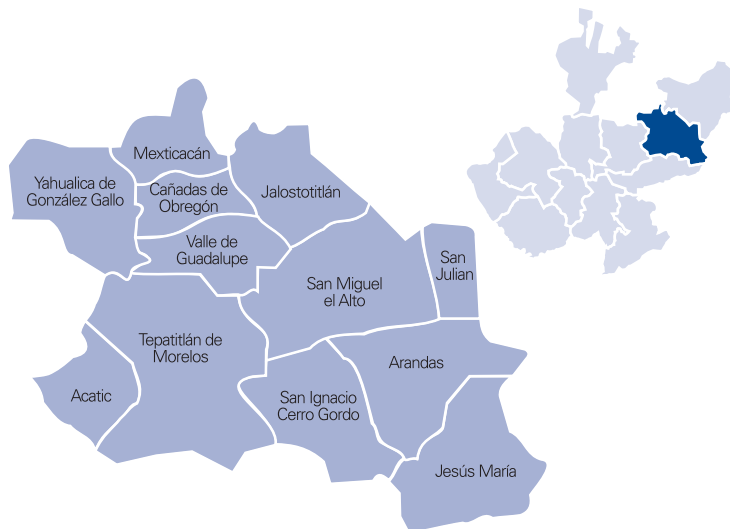 Mexticacán
Yahualica de
González Gallo
Cañadas de
Obregón
Jalostotitlán
Valle de
Guadalupe
San
Julian
San Miguel
el Alto
Tepatitlán de
Morelos
Arandas
Acatic
San Ignacio
Cerro Gordo
Jesús María